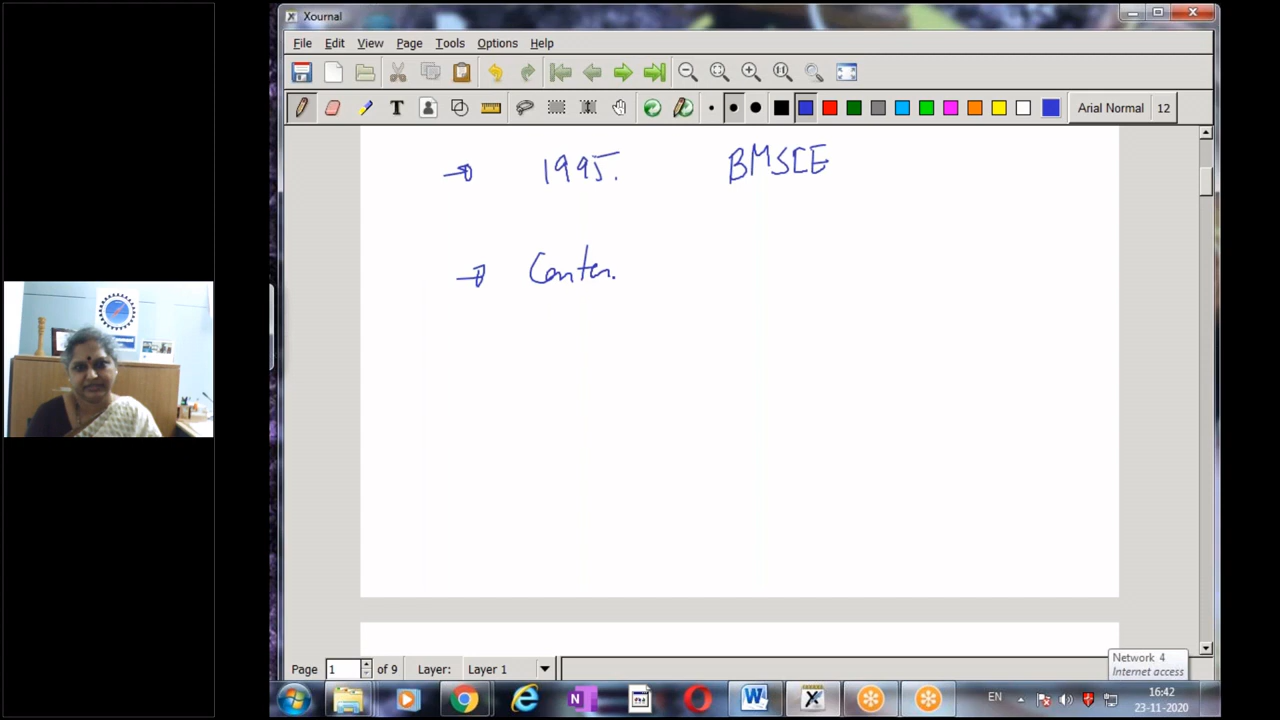 Xournal
File Edit View Page Tools Options Help
T Arial Normal 12
→ 1995. BMSCE
→ Conten.
Page 1 of 9 Layer: Layer 1
Network 4
Internet access
EN 16:42
23-11-2020